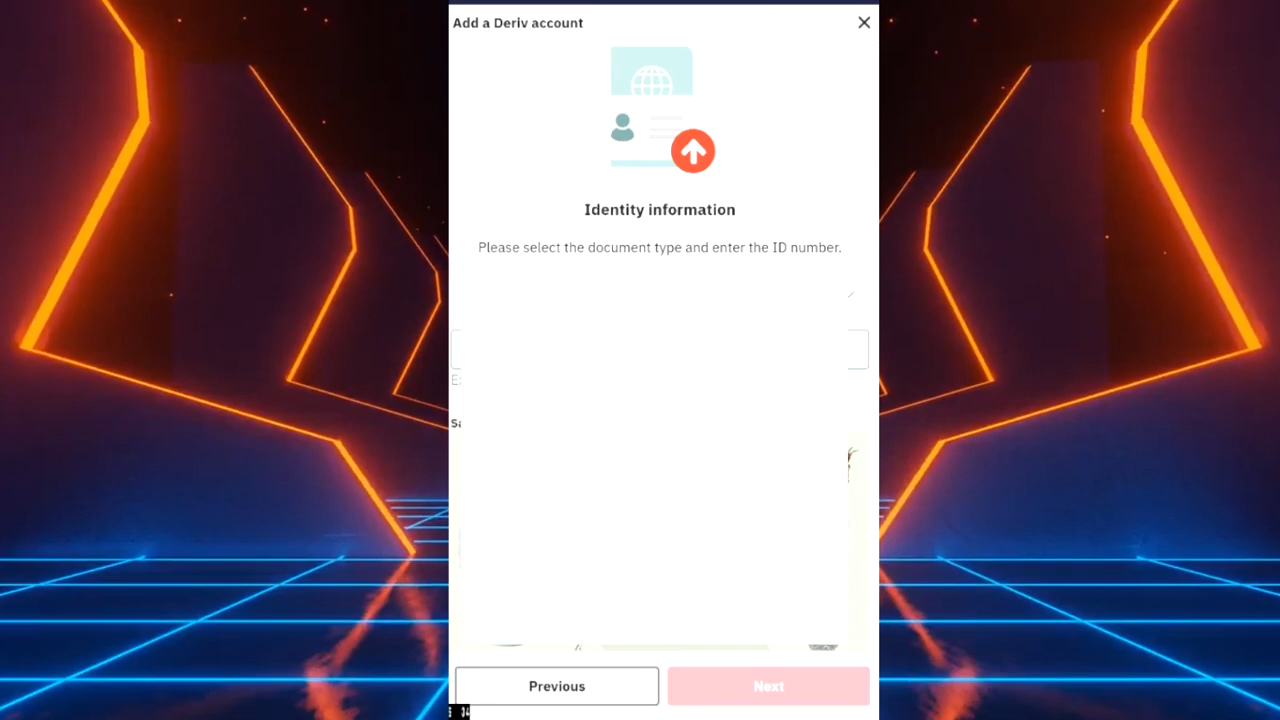 Add a Deriv account
Identity information
Please select the document type and enter the ID number.
Previous
Next